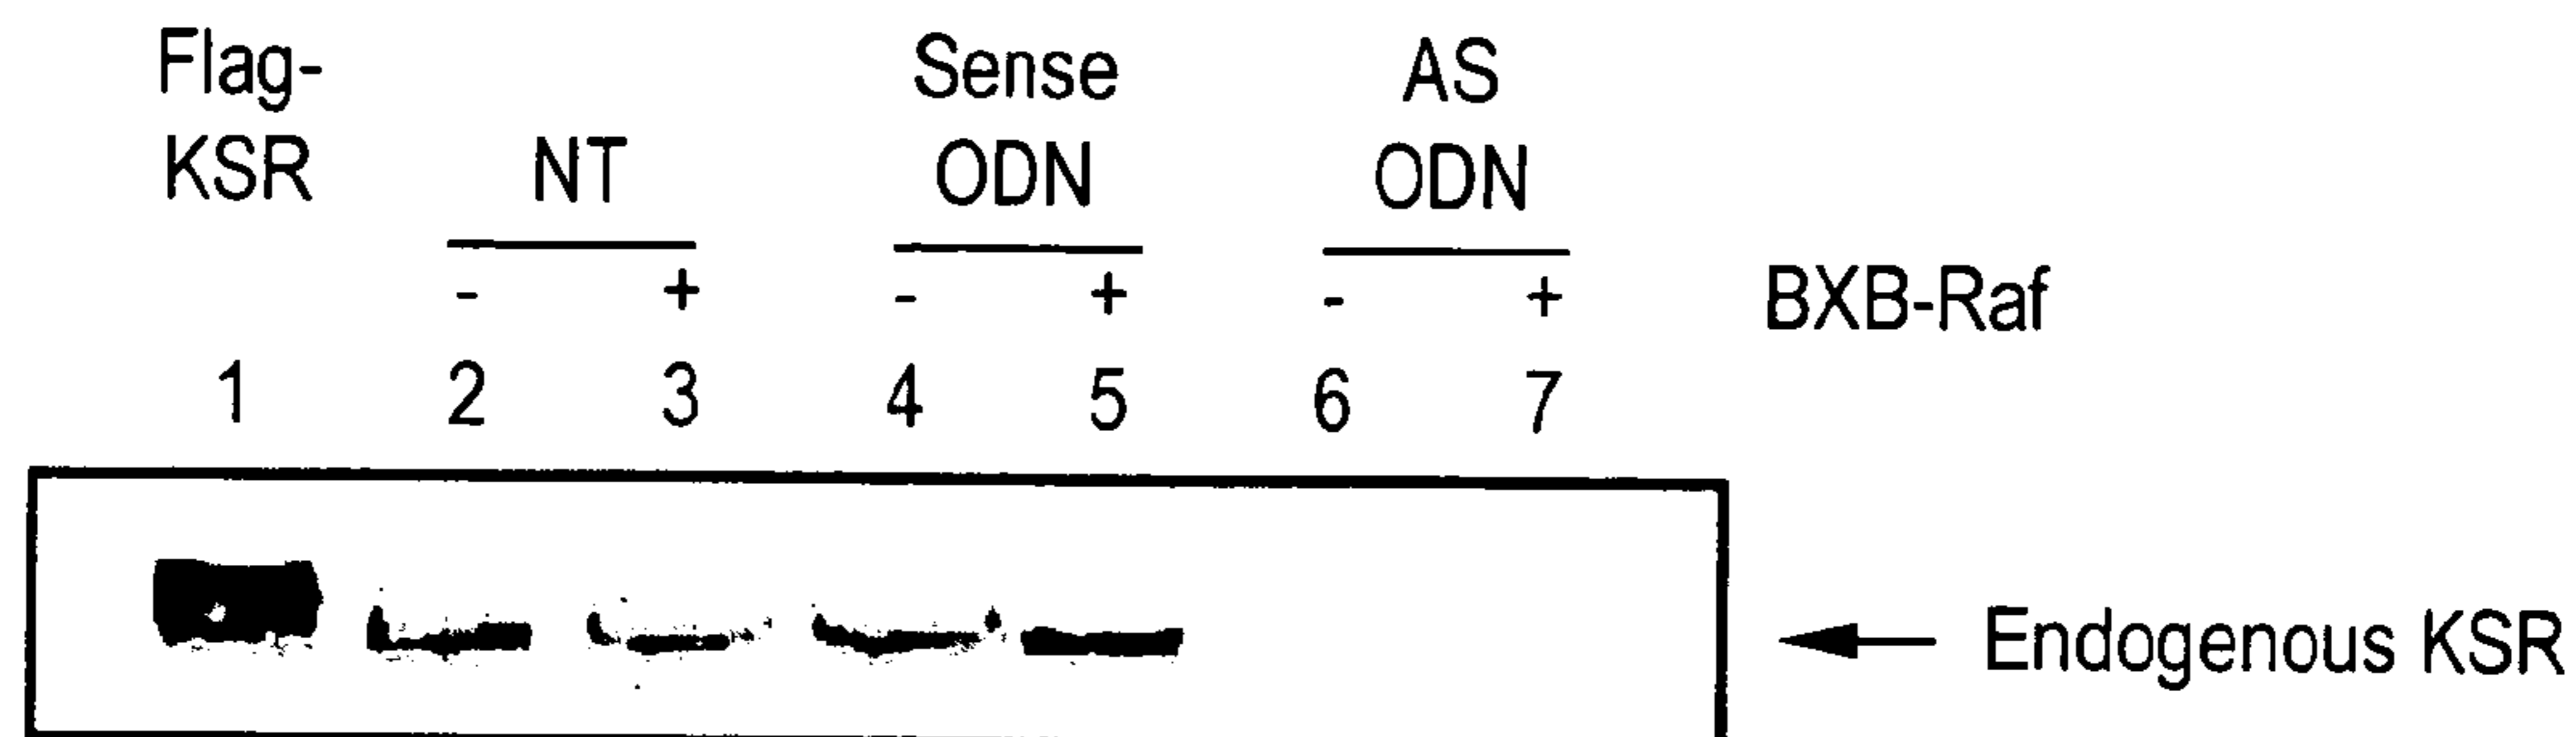 Flag-
KSR
NT
Sense
ODN
AS
ODN
- + - + - + BXB-Raf
1 2 3 4 5 6 7
Endogenous KSR